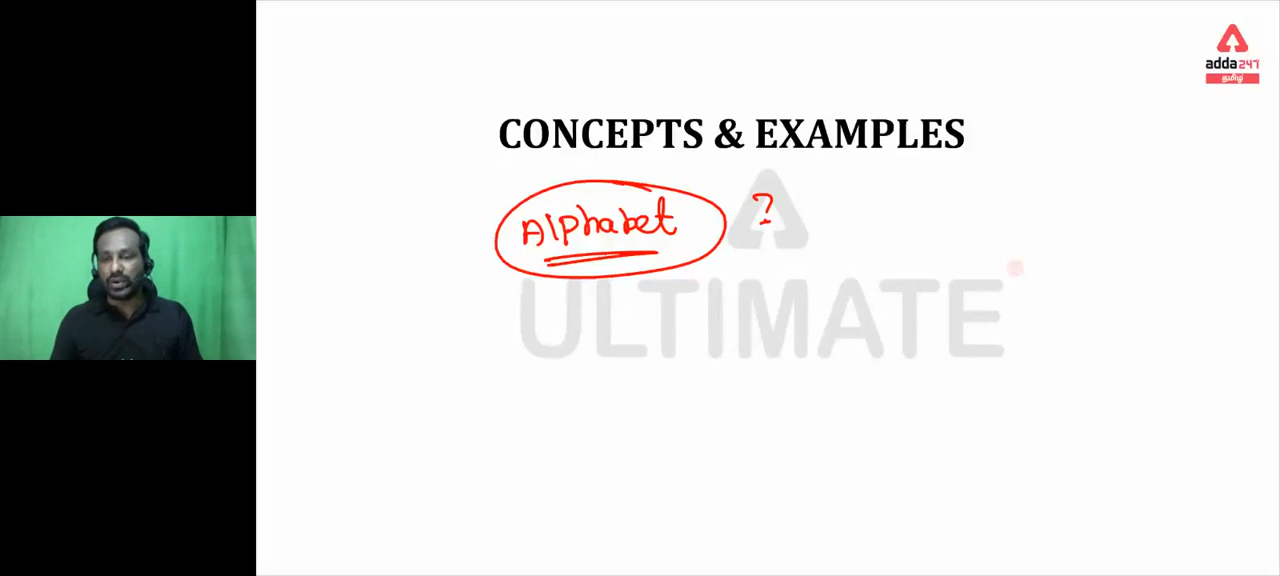 adda247
தமிழ்
CONCEPTS & EXAMPLES
Alphabet ?
ULTIMATE